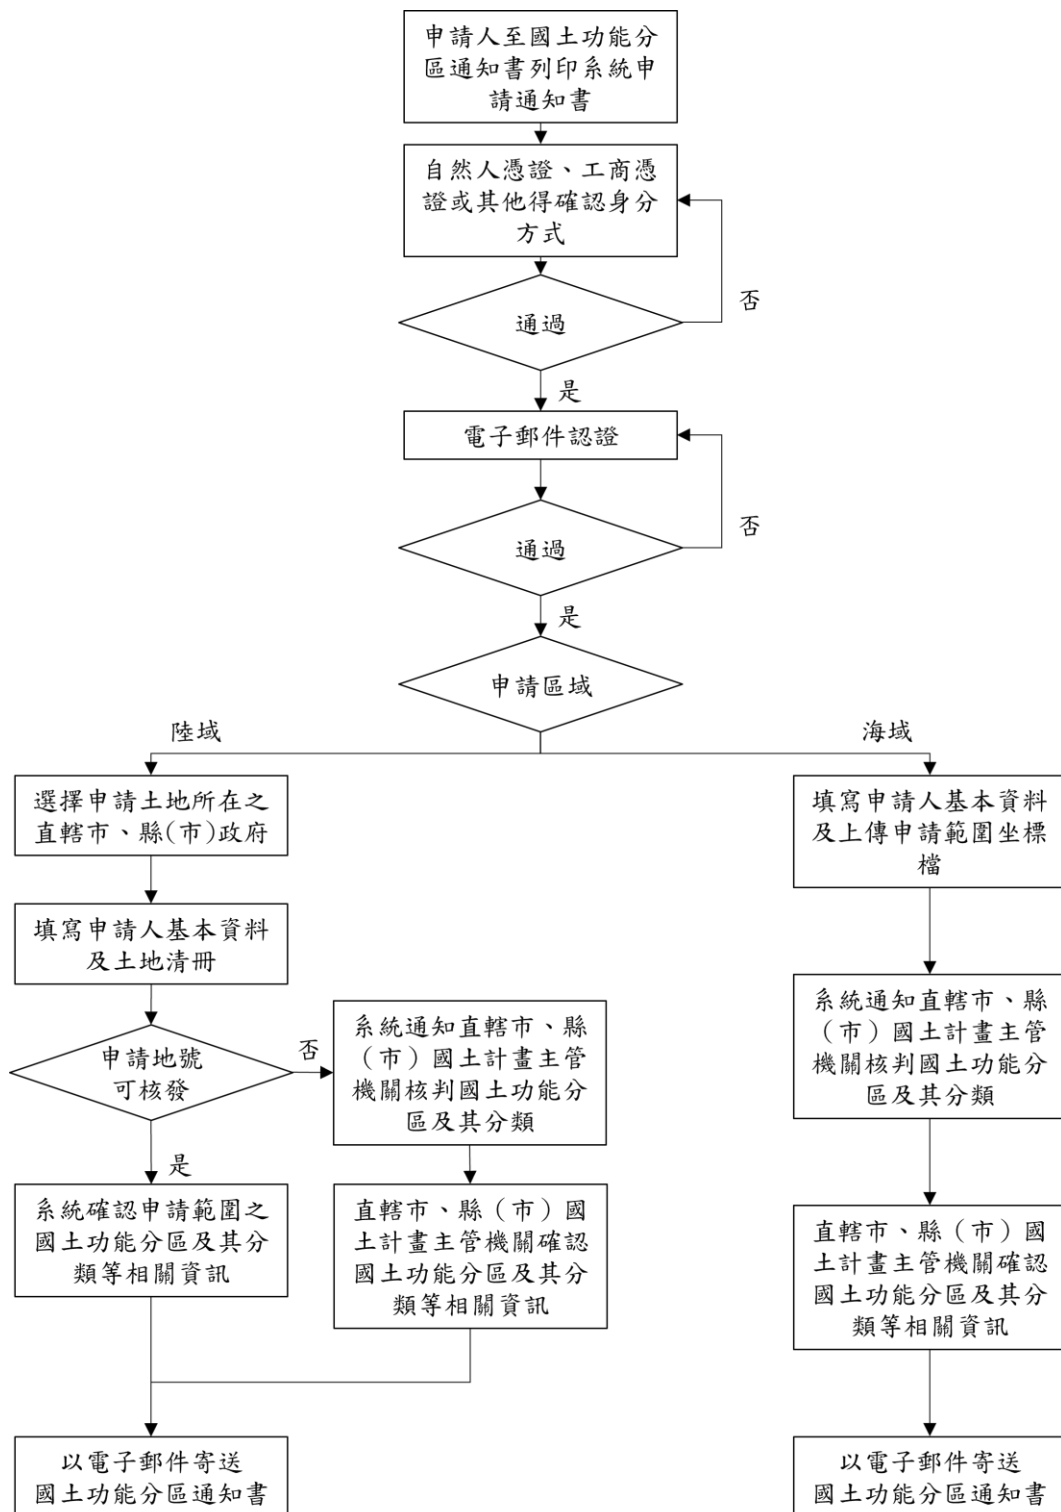 申請人至國土功能分
區通知書列印系統申
請通知書
自然人憑證、工商憑
證或其他得確認身分
方式
否
通過
是
電子郵件認證
否
通過
是
申請區域
陸域
海域
選擇申請土地所在之
直轄市、縣(市)政府
填寫申請人基本資料
及土地清冊
申請地號
可核發
否
系統通知直轄市、縣
（市）國土計畫主管
機關核判國土功能分
區及其分類
是
系統確認申請範圍之
國土功能分區及其分
類等相關資訊
直轄市、縣（市）國
土計畫主管機關確認
國土功能分區及其分
類等相關資訊
以電子郵件寄送
國土功能分區通知書
填寫申請人基本資料
及上傳申請範圍坐標
檔
系統通知直轄市、縣
（市）國土計畫主管
機關核判國土功能分
區及其分類
直轄市、縣（市）國
土計畫主管機關確認
國土功能分區及其分
類等相關資訊
以電子郵件寄送
國土功能分區通知書